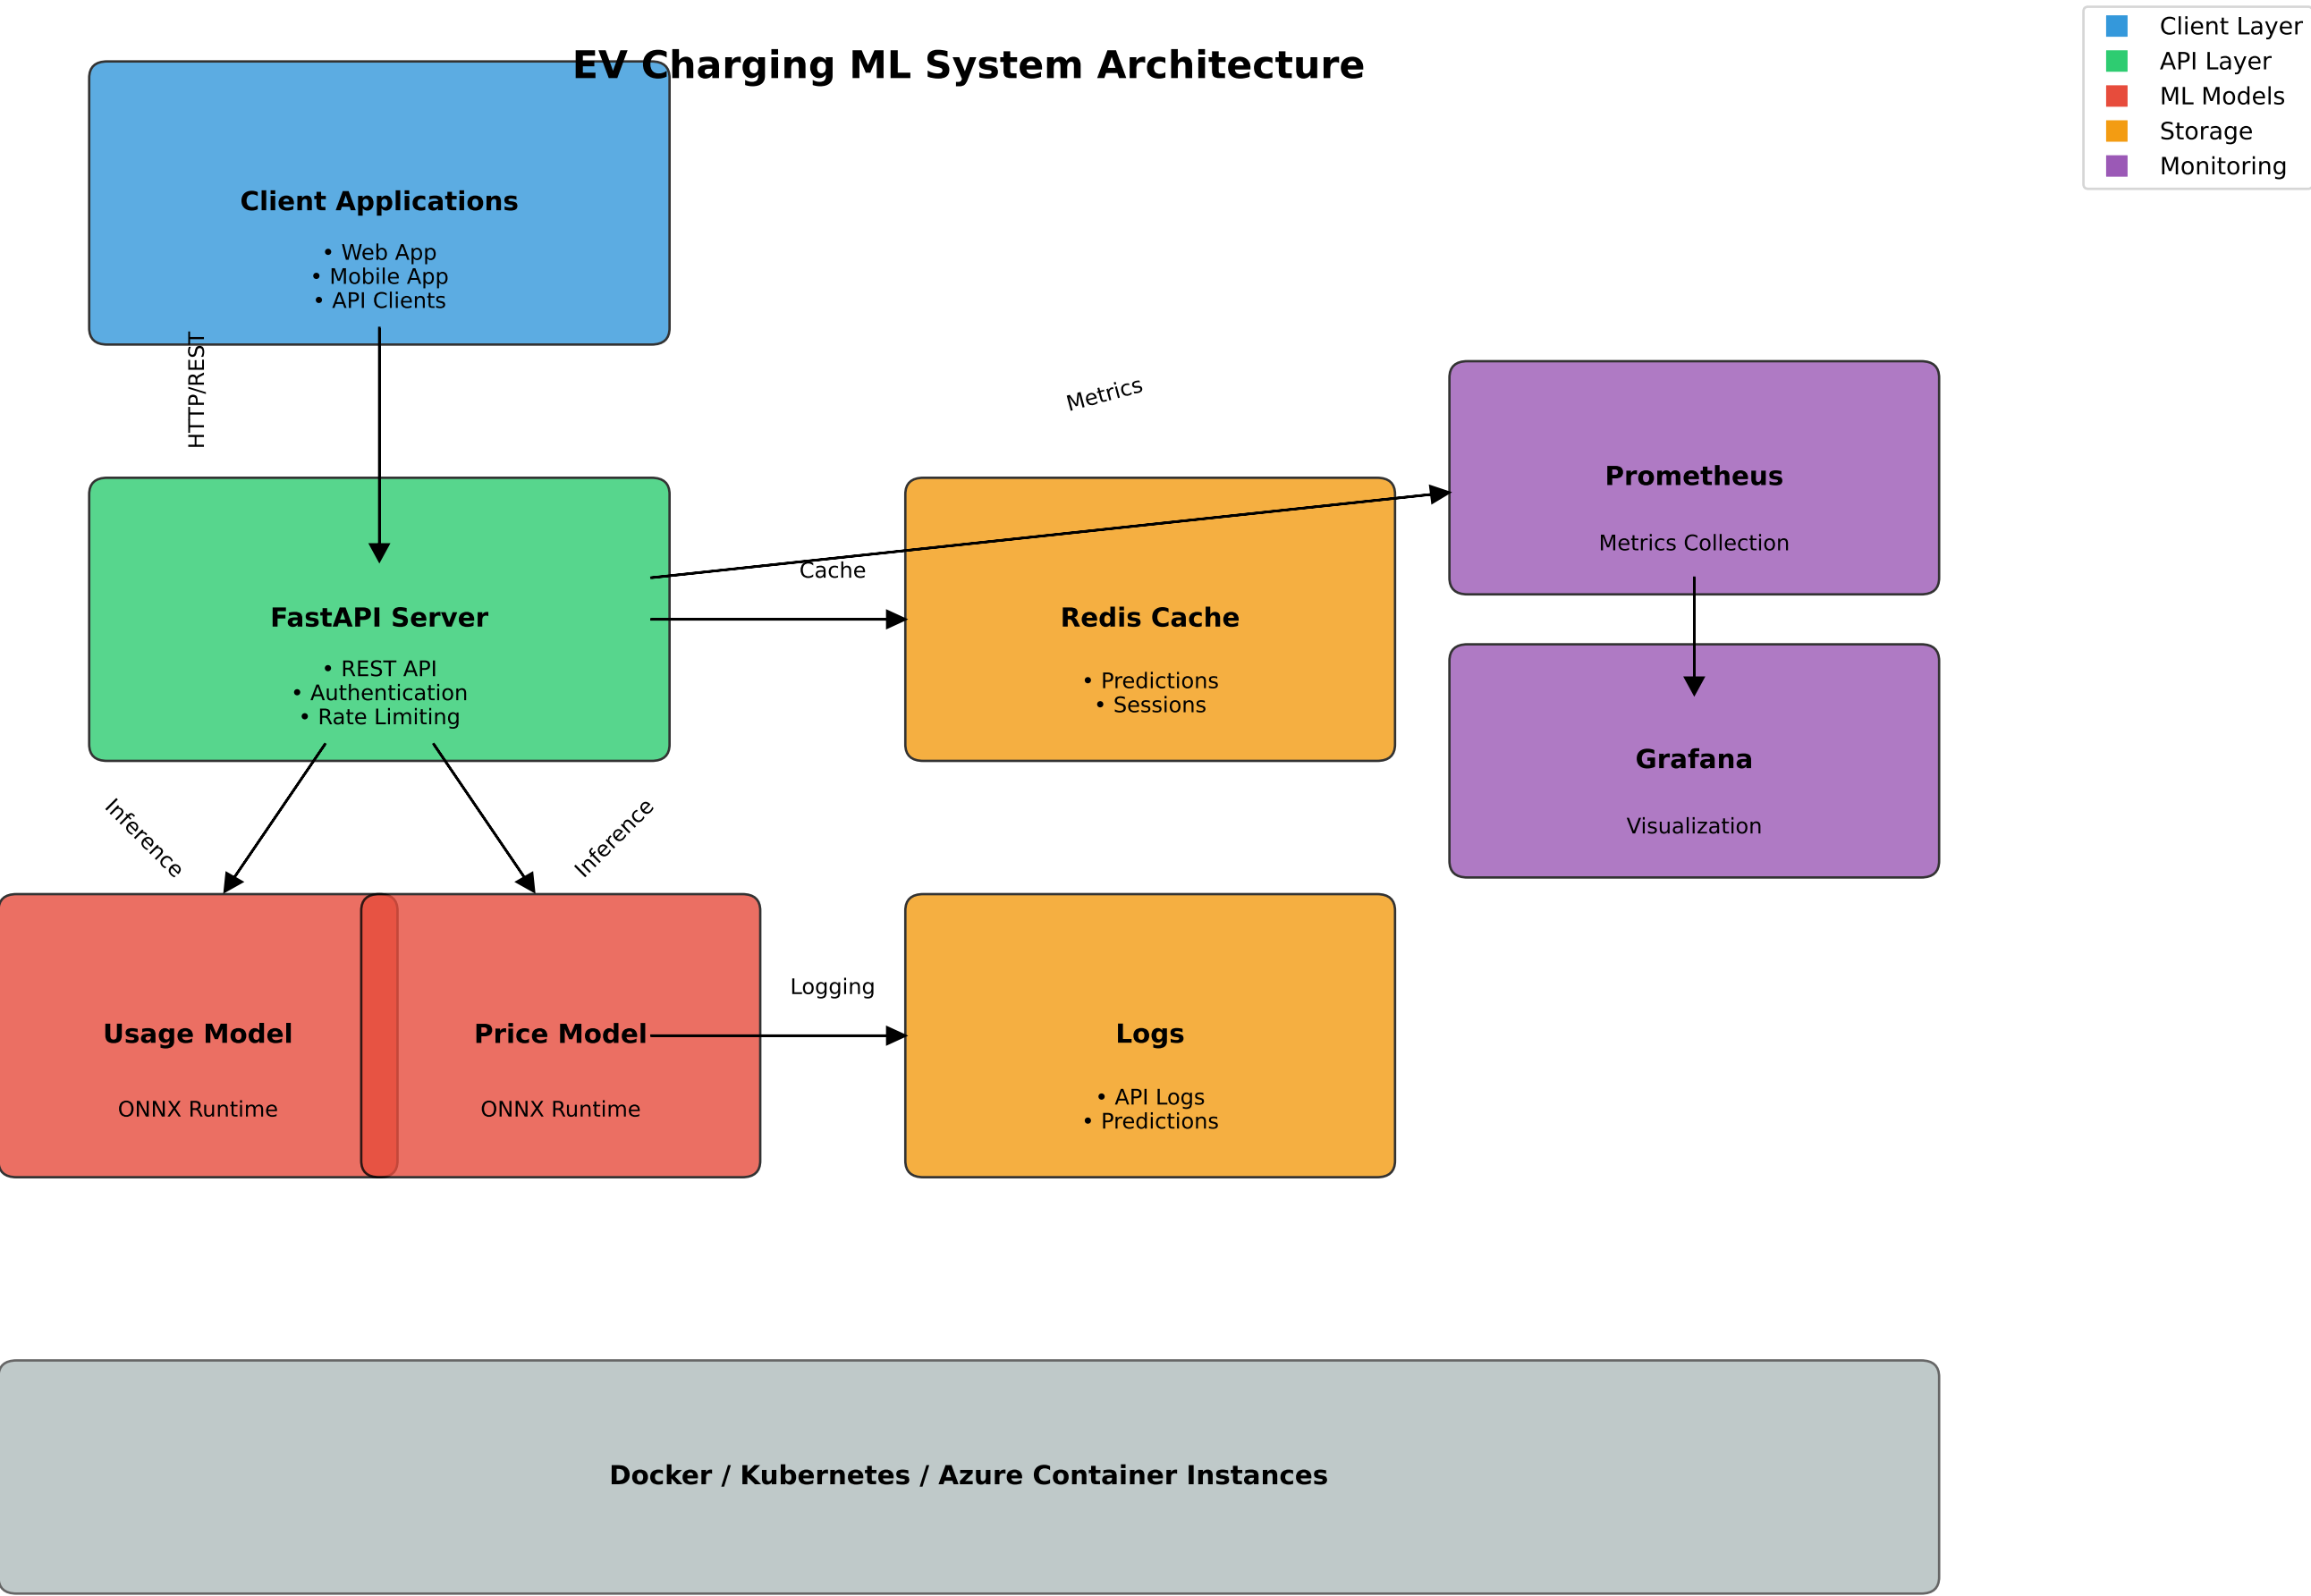 EV Charging ML System Architecture
Client Layer
API Layer
ML Models
Storage
Monitoring
Client Applications
• Web App
• Mobile App
• API Clients
HTTP/REST
Metrics
Prometheus
Metrics Collection
Cache
FastAPI Server
• REST API
• Authentication
• Rate Limiting
Redis Cache
• Predictions
• Sessions
Grafana
Visualization
Inference
Inference
Usage Model
ONNX Runtime
Price Model
ONNX Runtime
Logging
Logs
• API Logs
• Predictions
Docker / Kubernetes / Azure Container Instances